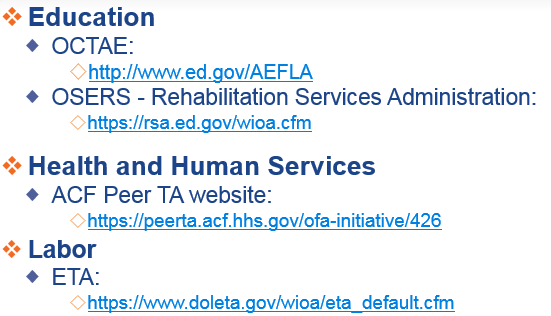 Education
OCTAE:
http://www.ed.gov/AEFLA
OSERS - Rehabilitation Services Administration:
https://rsa.ed.gov/wioa.cfm
Health and Human Services
ACF Peer TA website:
https://peerta.acf.hhs.gov/ofa-initiative/426
Labor
ETA:
https://www.doleta.gov/wioa/eta_default.cfm